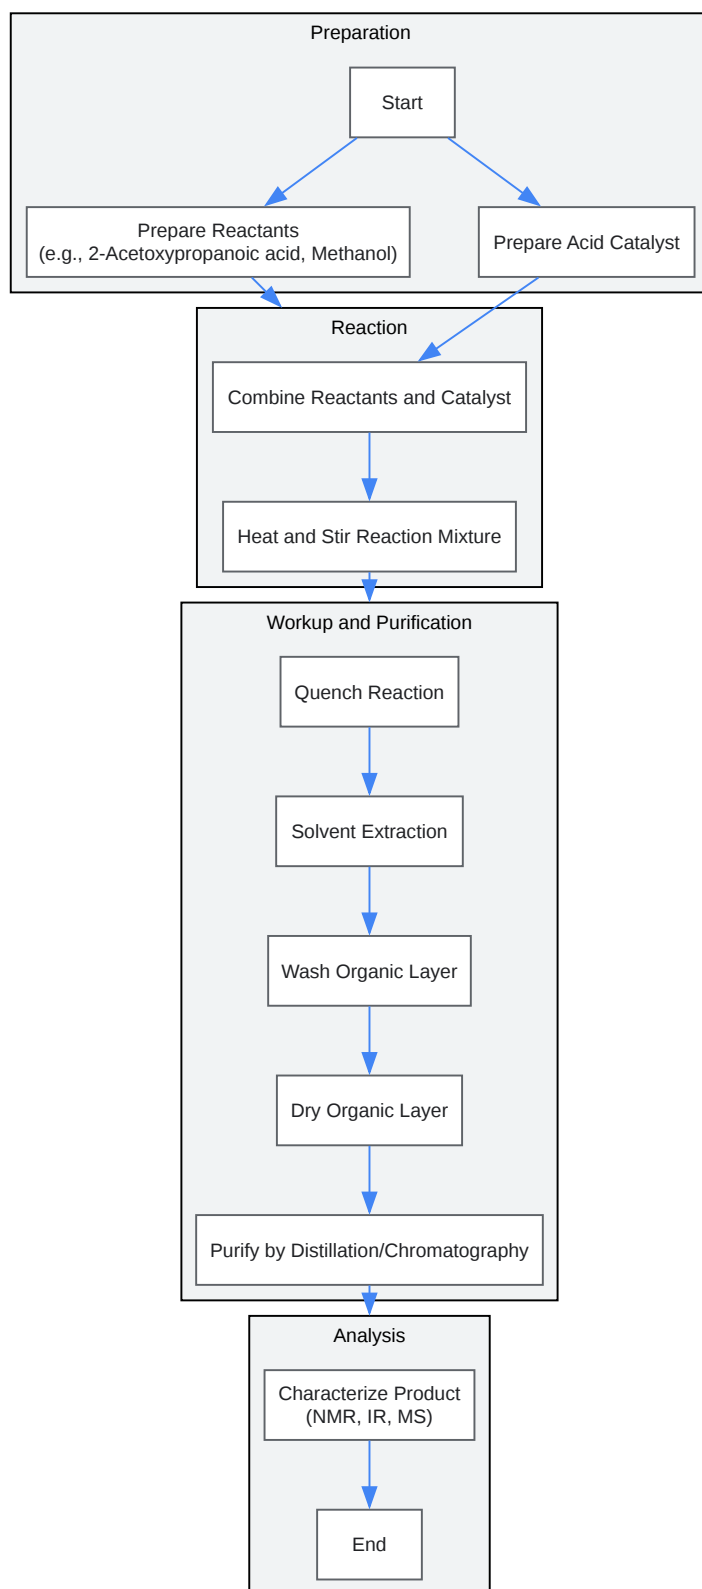 Preparation
Start
Prepare Reactants
(e.g., 2-Acetoxypropanoic acid, Methanol)
Prepare Acid Catalyst
Reaction
Combine Reactants and Catalyst
Heat and Stir Reaction Mixture
Workup and Purification
Quench Reaction
Solvent Extraction
Wash Organic Layer
Dry Organic Layer
Purify by Distillation/Chromatography
Analysis
Characterize Product
(NMR, IR, MS)
End